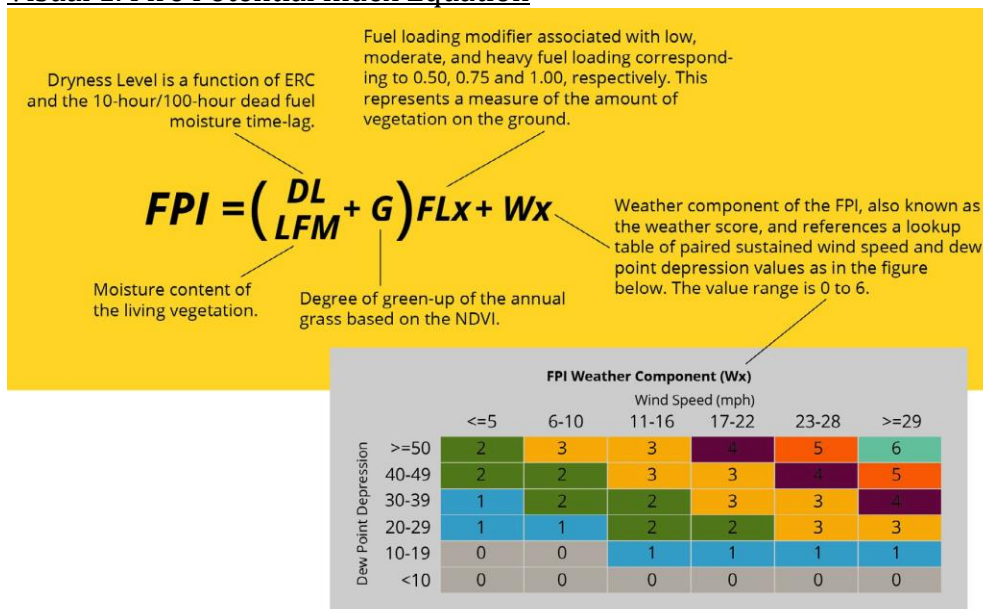 Visual 1: Fire Potential Index Equation
Fuel loading modifier associated with low,
moderate, and heavy fuel loading correspond-
ing to 0.50, 0.75 and 1.00, respectively. This
represents a measure of the amount of
vegetation on the ground.
Dryness Level is a function of ERC
and the 10-hour/100-hour dead fuel
moisture time-lag.
FPI = (DL
LFM + G)FLx + Wx
Weather component of the FPI, also known as
the weather score, and references a lookup
table of paired sustained wind speed and dew
point depression values as in the figure
below. The value range is 0 to 6.
Moisture content of
the living vegetation.
Degree of green-up of the annual
grass based on the NDVI.
FPI Weather Component (Wx)
Wind Speed (mph)
<=5 6-10 11-16 17-22 23-28 >=29
Dew Point Depression
>=50 2 3 3 4 5 6
40-49 2 2 3 3 4 5
30-39 1 2 2 3 3 4
20-29 1 1 2 2 3 3
10-19 0 0 1 1 1 1
<10 0 0 0 0 0 0